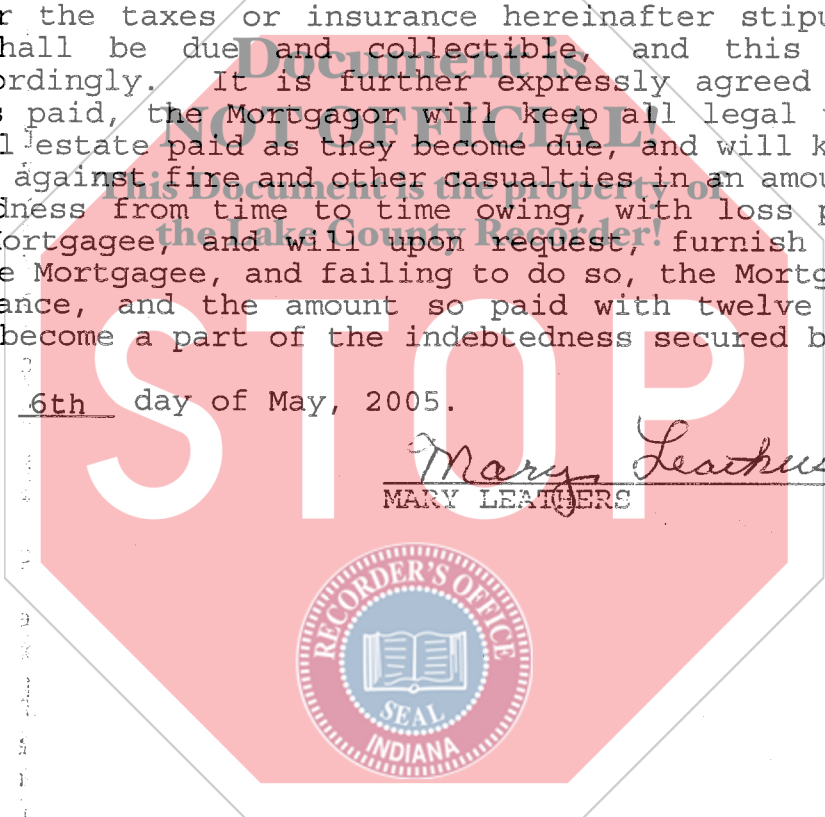 r the taxes or insurance hereinafter stipu
hall be due and collectible, and this
ordingly. It is further expressly agreed
s paid, the Mortgagor will keep all legal
l estate paid as they become due, and will k
against fire and other casualties in an amou
dness from time to time owing, with loss p
Mortgagee, and will upon request, furnish
e Mortgagee, and failing to do so, the Mortg
ance, and the amount so paid with twelve
become a part of the indebtedness secured b
6th day of May, 2005.
Mary Leathers
MARY LEATHERS
Document is
NOT OFFICIAL!
This Document is the property of
the Lake County Recorder!
STOP
RECORDER'S OFFICE
SEAL
INDIANA